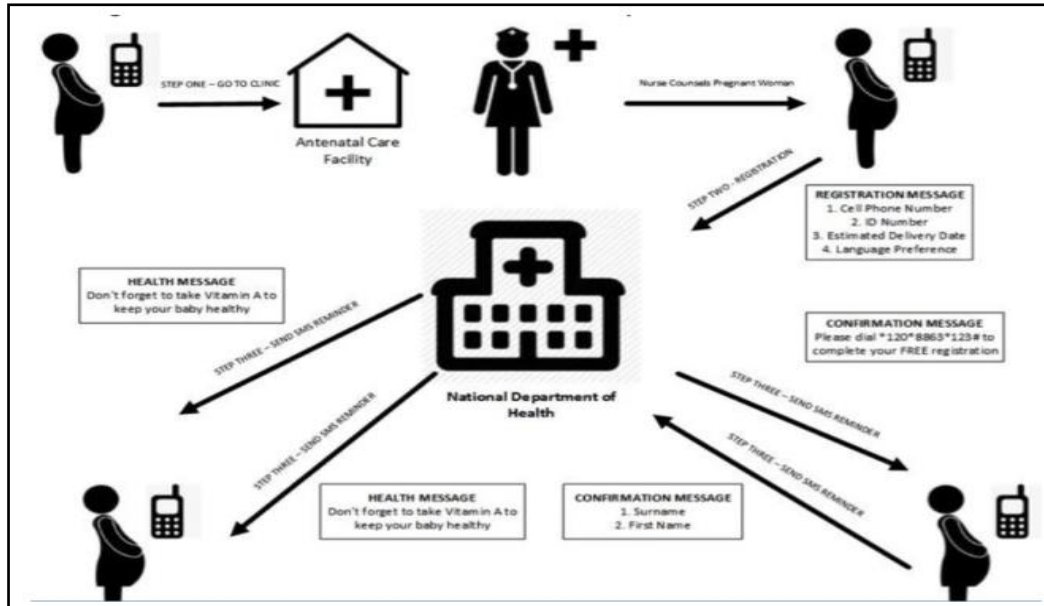 STEP ONE – GO TO CLINIC
Antenatal Care
Facility
Nurse Counsels Pregnant Woman
STEP TWO - REGISTRATION
REGISTRATION MESSAGE
1. Cell Phone Number
2. ID Number
3. Estimated Delivery Date
4. Language Preference
HEALTH MESSAGE
Don't forget to take Vitamin A to
keep your baby healthy
STEP THREE – SEND SMS REMINDER
CONFIRMATION MESSAGE
Please dial *120*8863*123# to
complete your FREE registration
National Department of
Health
STEP THREE – SEND SMS REMINDER
STEP THREE – SEND SMS REMINDER
STEP THREE – SEND SMS REMINDER
HEALTH MESSAGE
Don't forget to take Vitamin A to
keep your baby healthy
CONFIRMATION MESSAGE
1. Surname
2. First Name